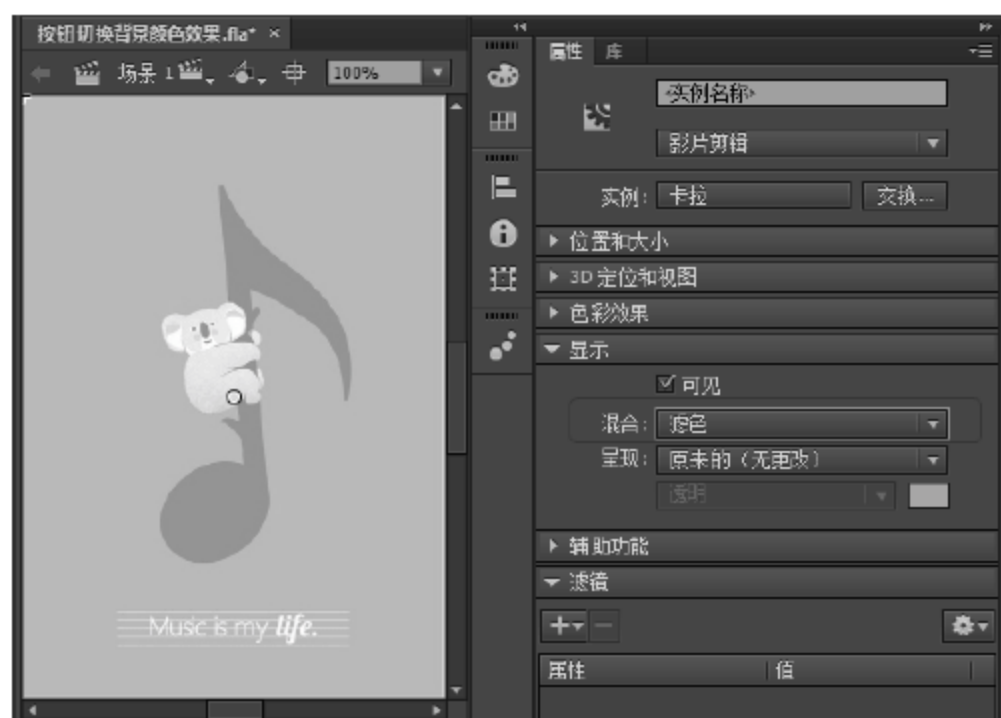 按钮切换背景颜色效果.fla* ×
场景 1
100%
Music is my life.
属性 库
<实例名称>
影片剪辑
实例: 卡拉 交换...
位置和大小
3D 定位和视图
色彩效果
显示
可见
混合: 滤色
呈现: 原来的（无更改）
透明
辅助功能
滤镜
属性 值